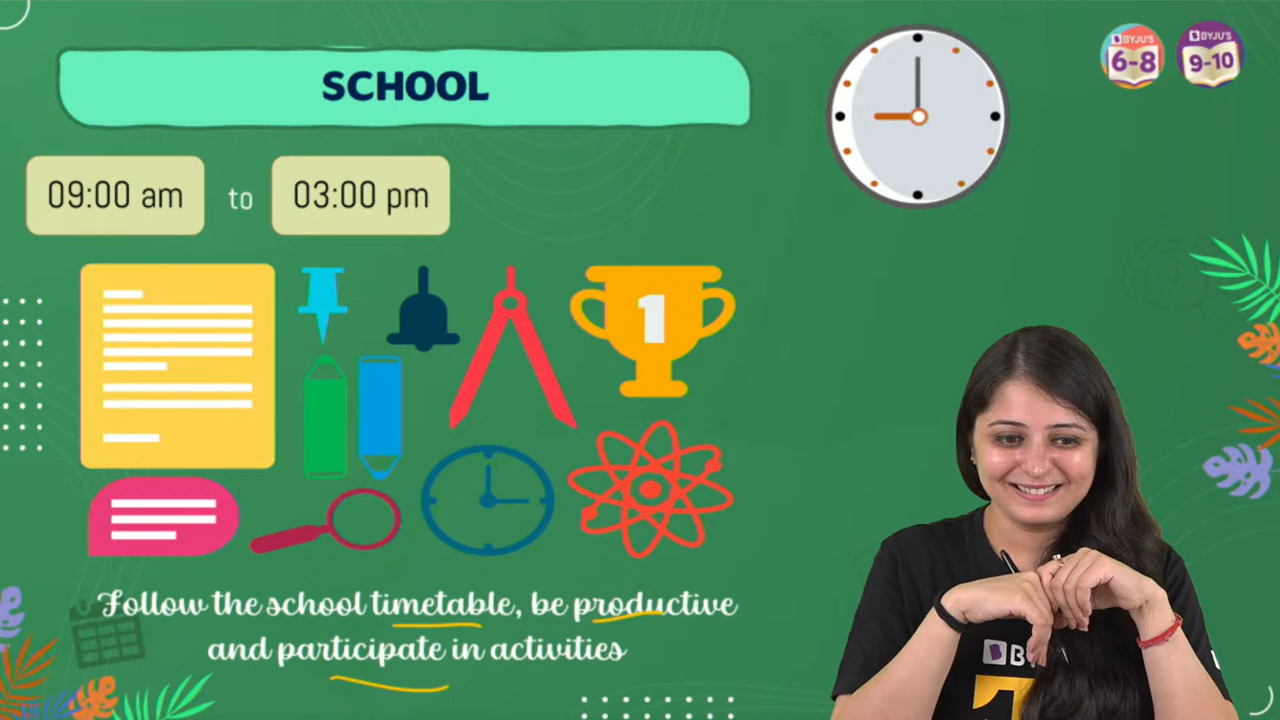 SCHOOL
BYJU'S
6-8
BYJU'S
9-10
09:00 am to 03:00 pm
1
Follow the school timetable, be productive
and participate in activities